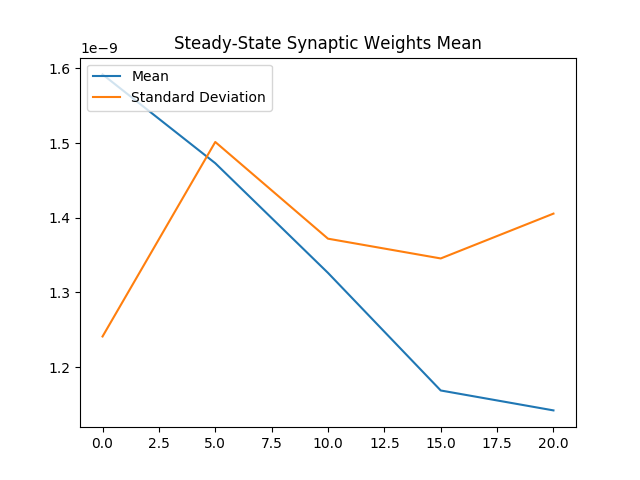 Steady-State Synaptic Weights Mean
1e−9
Mean
Standard Deviation
1.6
1.5
1.4
1.3
1.2
0.0 2.5 5.0 7.5 10.0 12.5 15.0 17.5 20.0